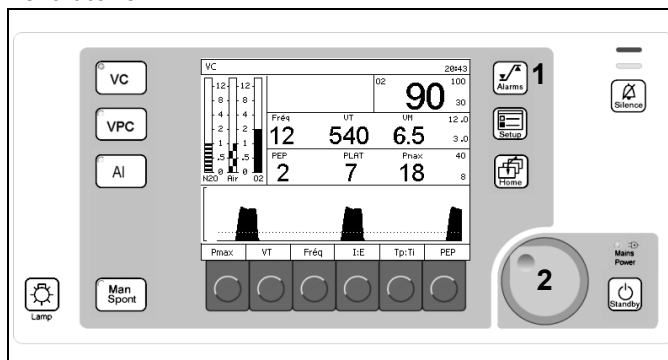 VC 20:43
VC
VPC
AI
Man
Spont
Lamp
12 12
8 8
4 4
2 2
1 1
.5 .5
0 0
N2O Air O2
O2 90 100
30
Fréq VT VM 12.0
12 540 6.5 3.0
PEP PLAT Pmax 40
2 7 18 8
Pmax VT Fréq I:E Tp:Ti PEP
Alarms 1
Setup
Home
Silence
2
Mains
Power
Standby